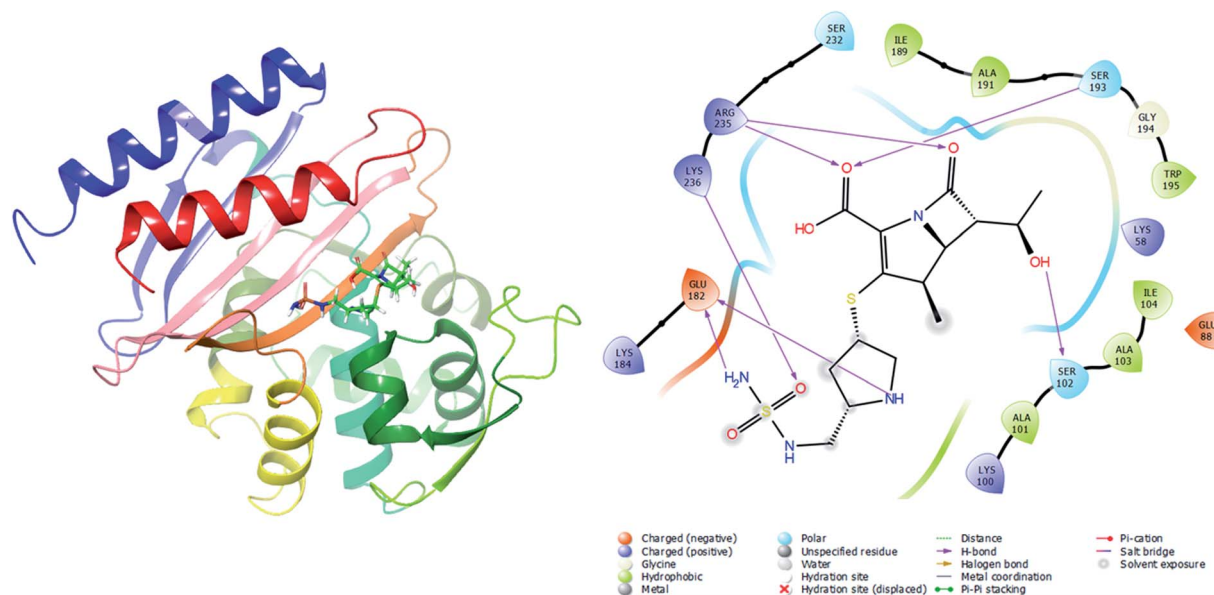 SER
232
ILE
189
ALA
191
SER
193
ARG
235
GLY
194
LYS
236
TRP
195
O
O
N
HO
LYS
58
OH
GLU
182
S
ILE
104
GLU
88
LYS
184
ALA
103
SER
102
H₂N
O
NH
ALA
101
S
O
N
H
LYS
100
Charged (negative)
Charged (positive)
Glycine
Hydrophobic
Metal
Polar
Unspecified residue
Water
Hydration site
Hydration site (displaced)
Distance
H-bond
Halogen bond
Metal coordination
Pi-Pi stacking
Pi-cation
Salt bridge
Solvent exposure